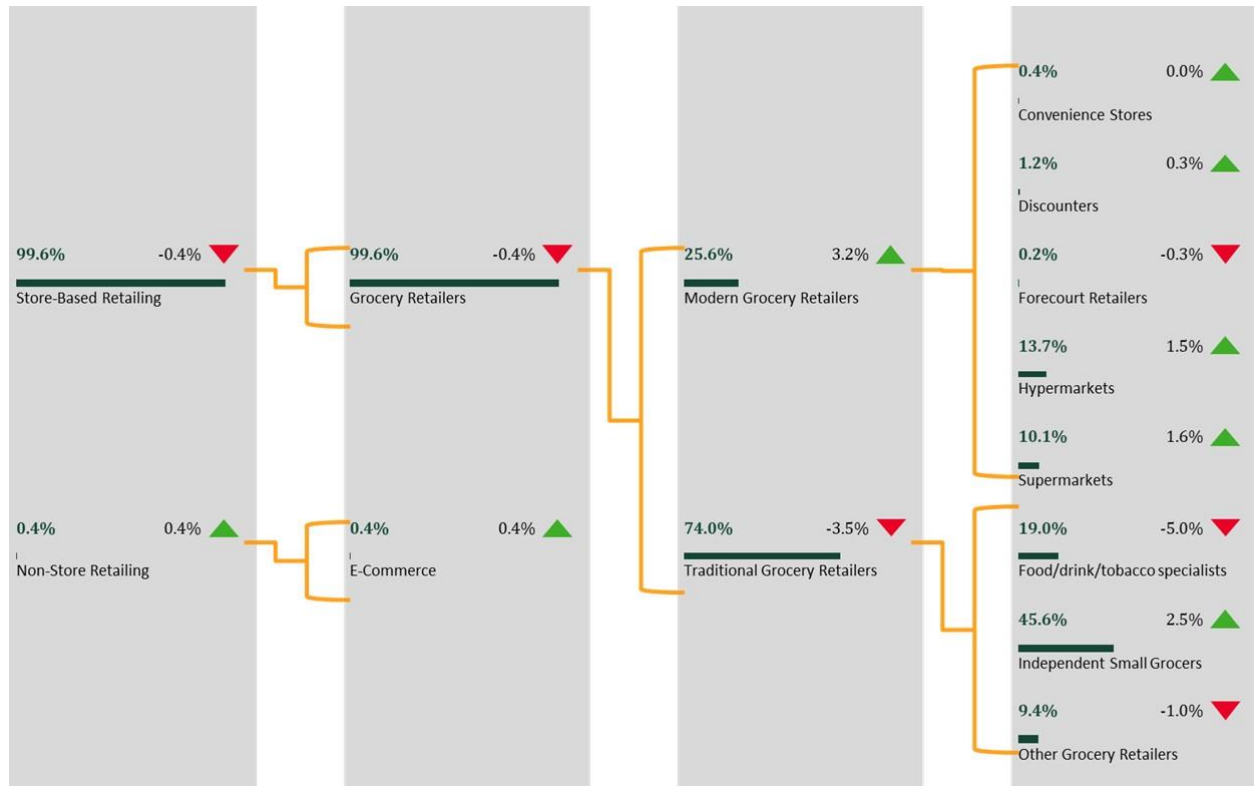 99.6% -0.4%
Store-Based Retailing
0.4% 0.4%
Non-Store Retailing
99.6% -0.4%
Grocery Retailers
0.4% 0.4%
E-Commerce
25.6% 3.2%
Modern Grocery Retailers
74.0% -3.5%
Traditional Grocery Retailers
0.4% 0.0%
Convenience Stores
1.2% 0.3%
Discounters
0.2% -0.3%
Forecourt Retailers
13.7% 1.5%
Hypermarkets
10.1% 1.6%
Supermarkets
19.0% -5.0%
Food/drink/tobacco specialists
45.6% 2.5%
Independent Small Grocers
9.4% -1.0%
Other Grocery Retailers